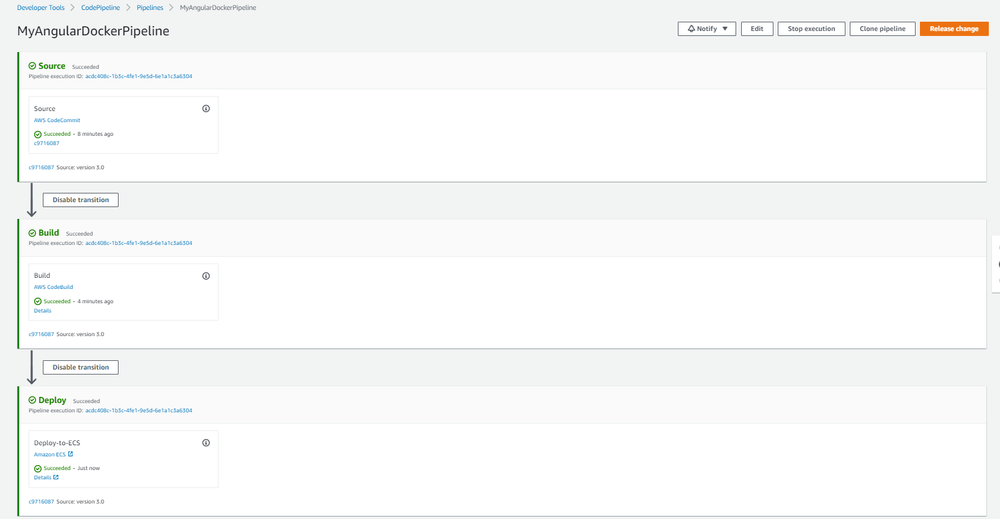 Developer Tools > CodePipeline > Pipelines > MyAngularDockerPipeline
MyAngularDockerPipeline
Notify ▼ Edit Stop execution Clone pipeline Release change
Source Succeeded
Pipeline execution ID: acdc408c-1b3c-4fe1-9e5d-6e1a1c3a6304
Source
AWS CodeCommit
Succeeded - 8 minutes ago
c9716087
c9716087 Source: version 3.0
Disable transition
Build Succeeded
Pipeline execution ID: acdc408c-1b3c-4fe1-9e5d-6e1a1c3a6304
Build
AWS CodeBuild
Succeeded - 4 minutes ago
Details
c9716087 Source: version 3.0
Disable transition
Deploy Succeeded
Pipeline execution ID: acdc408c-1b3c-4fe1-9e5d-6e1a1c3a6304
Deploy-to-ECS
Amazon ECS
Succeeded - Just now
Details
c9716087 Source: version 3.0